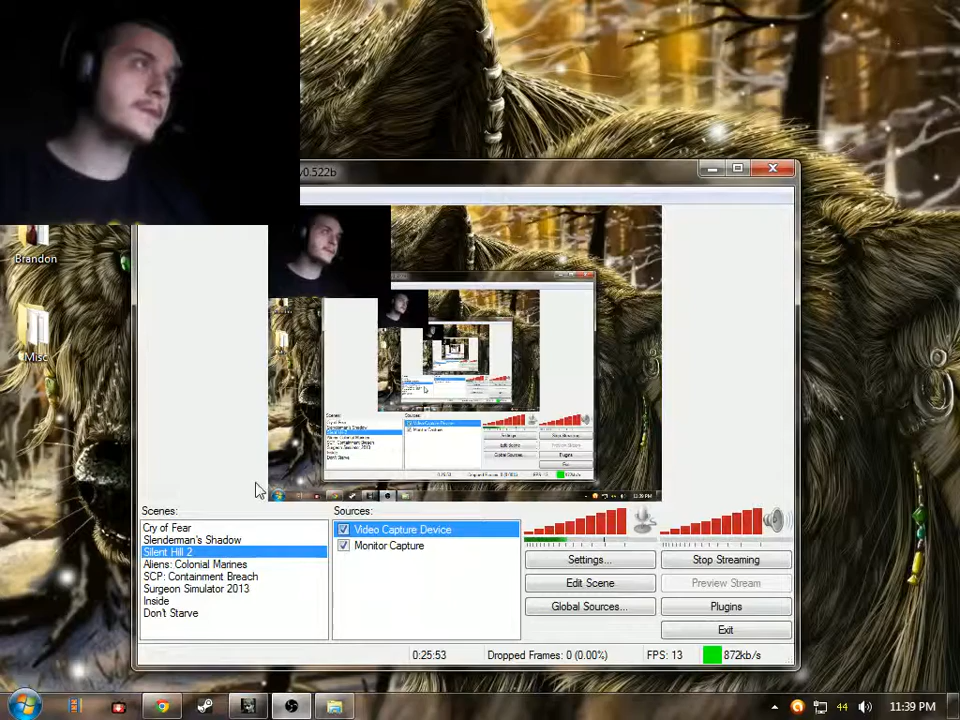 v0.522b
Brandon
Misc
Scenes:
Cry of Fear
Slenderman's Shadow
Silent Hill 2
Aliens: Colonial Marines
SCP: Containment Breach
Surgeon Simulator 2013
Inside
Don't Starve
Sources:
Video Capture Device
Monitor Capture
Settings...
Stop Streaming
Edit Scene
Preview Stream
Global Sources...
Plugins
Exit
0:25:53
Dropped Frames: 0 (0.00%)
FPS: 13
872kb/s
44
11:39 PM